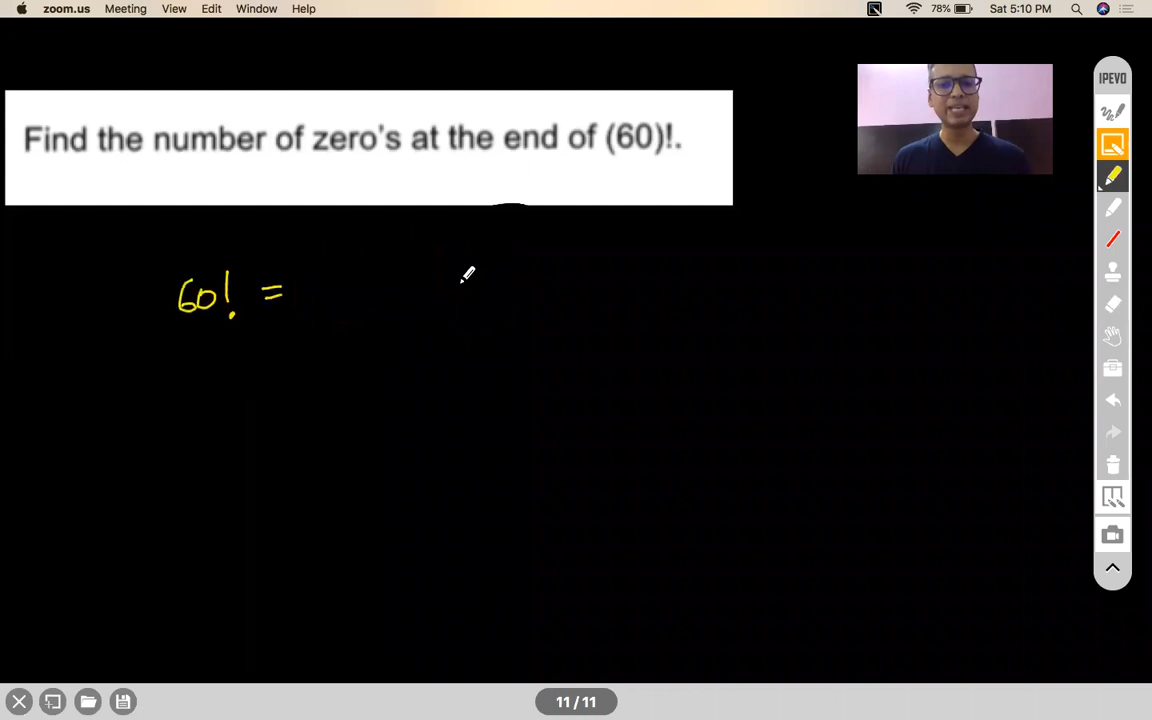 zoom.us Meeting View Edit Window Help 78% Sat 5:10 PM
IPEVO
Find the number of zero's at the end of (60)!.
60! =
11/11